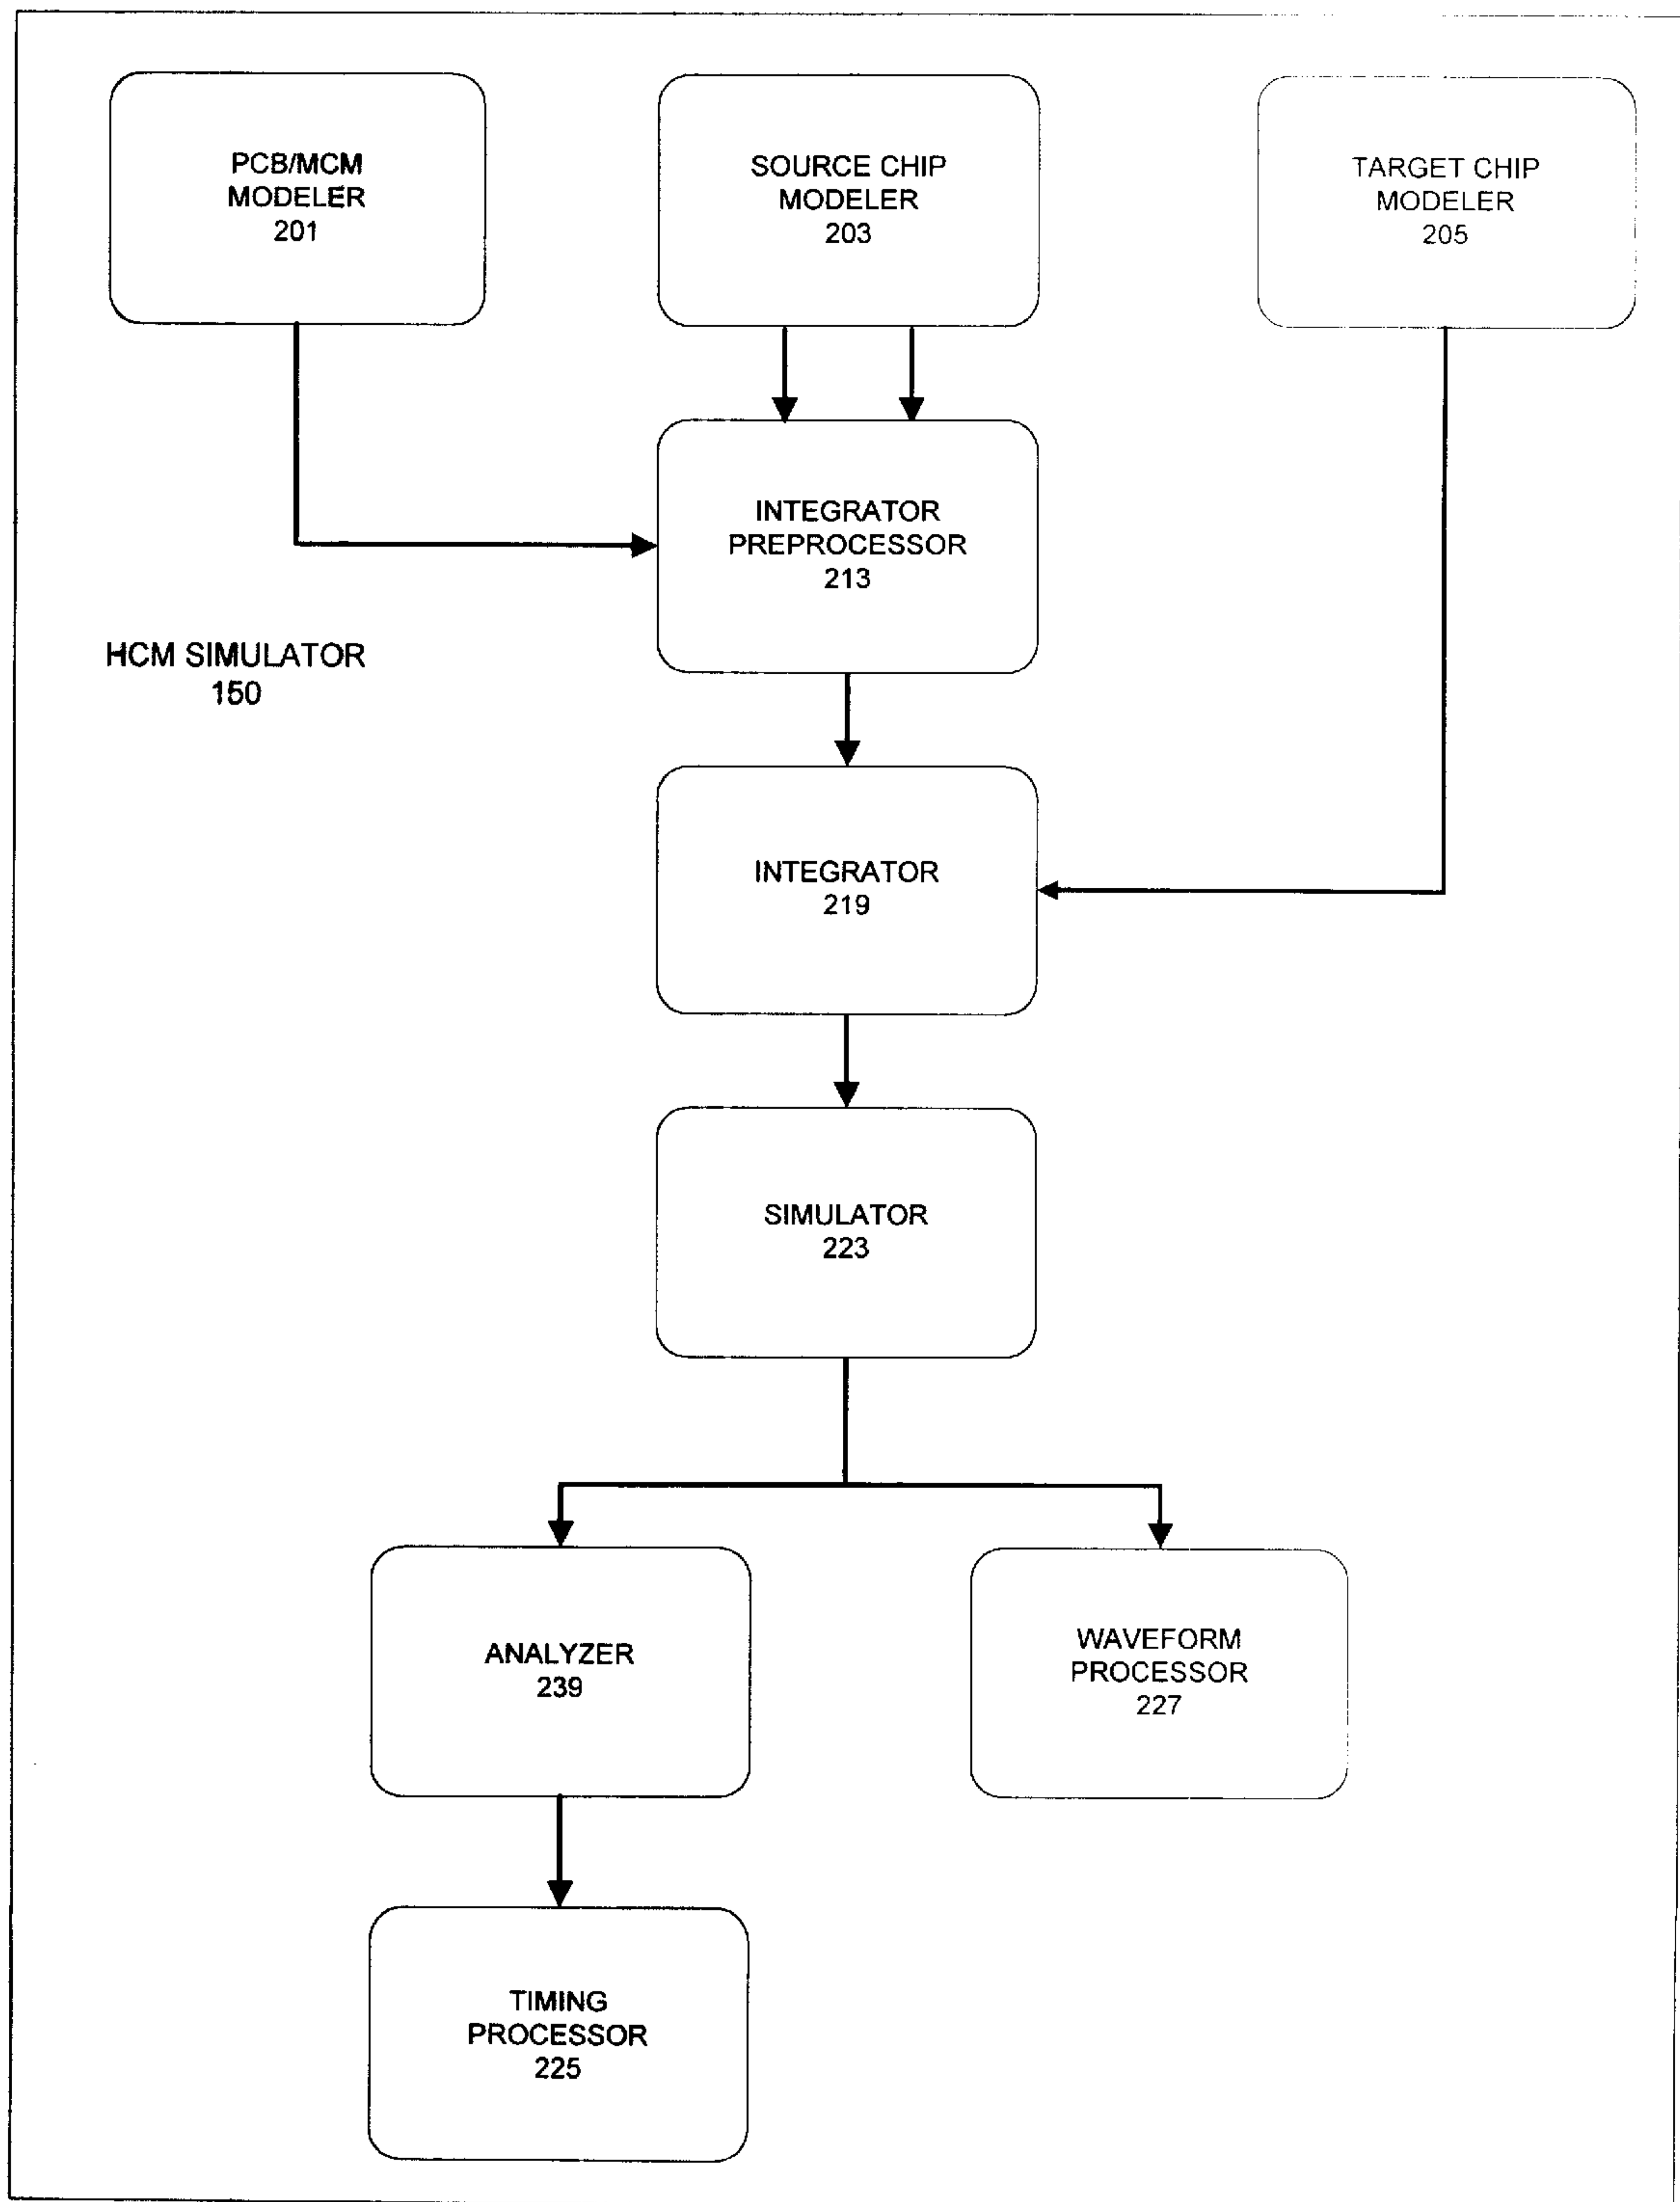 PCB/MCM
MODELER
201
SOURCE CHIP
MODELER
203
TARGET CHIP
MODELER
205
INTEGRATOR
PREPROCESSOR
213
HCM SIMULATOR
150
INTEGRATOR
219
SIMULATOR
223
ANALYZER
239
WAVEFORM
PROCESSOR
227
TIMING
PROCESSOR
225